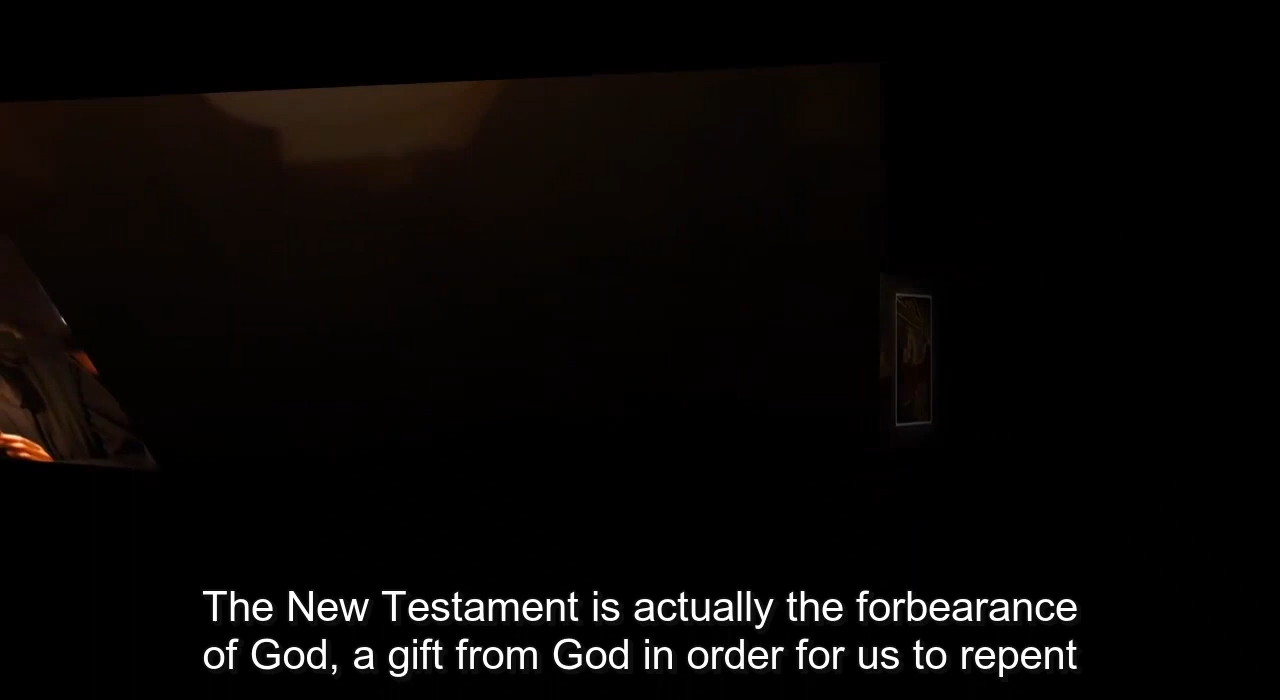 The New Testament is actually the forbearance
of God, a gift from God in order for us to repent